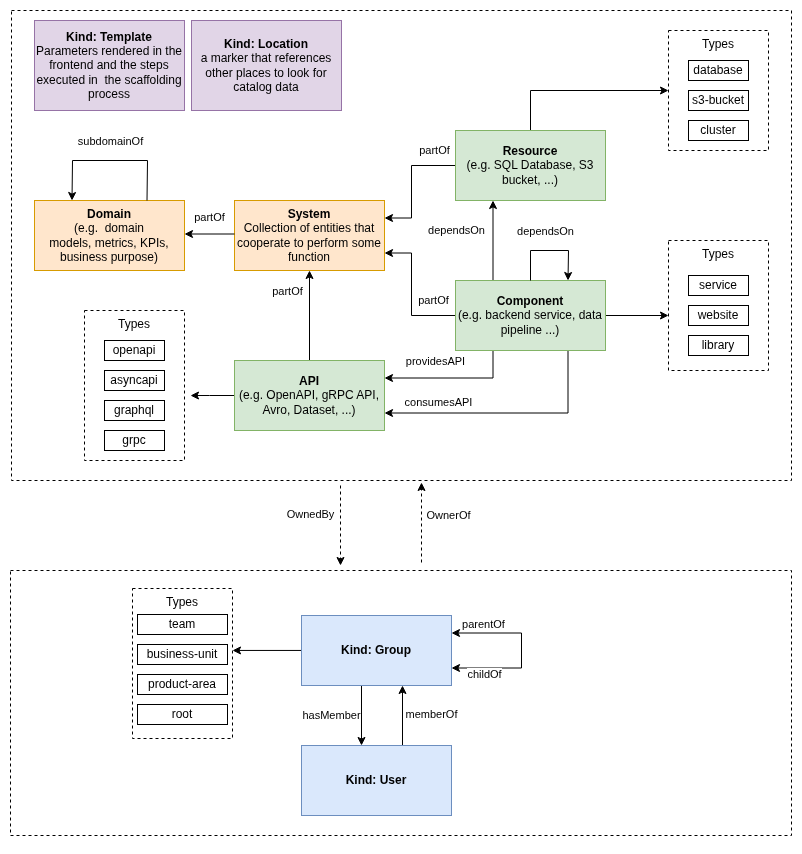 Kind: Template
Parameters rendered in the
frontend and the steps
executed in the scaffolding
process
Kind: Location
a marker that references
other places to look for
catalog data
Types
database
s3-bucket
cluster
subdomainOf
partOf
Resource
(e.g. SQL Database, S3
bucket, ...)
Domain
(e.g. domain
models, metrics, KPIs,
business purpose)
partOf
System
Collection of entities that
cooperate to perform some
function
dependsOn
dependsOn
Types
service
website
library
partOf
partOf
Component
(e.g. backend service, data
pipeline ...)
Types
openapi
asyncapi
graphql
grpc
API
(e.g. OpenAPI, gRPC API,
Avro, Dataset, ...)
providesAPI
consumesAPI
OwnedBy
OwnerOf
Types
team
business-unit
product-area
root
Kind: Group
parentOf
childOf
hasMember
memberOf
Kind: User